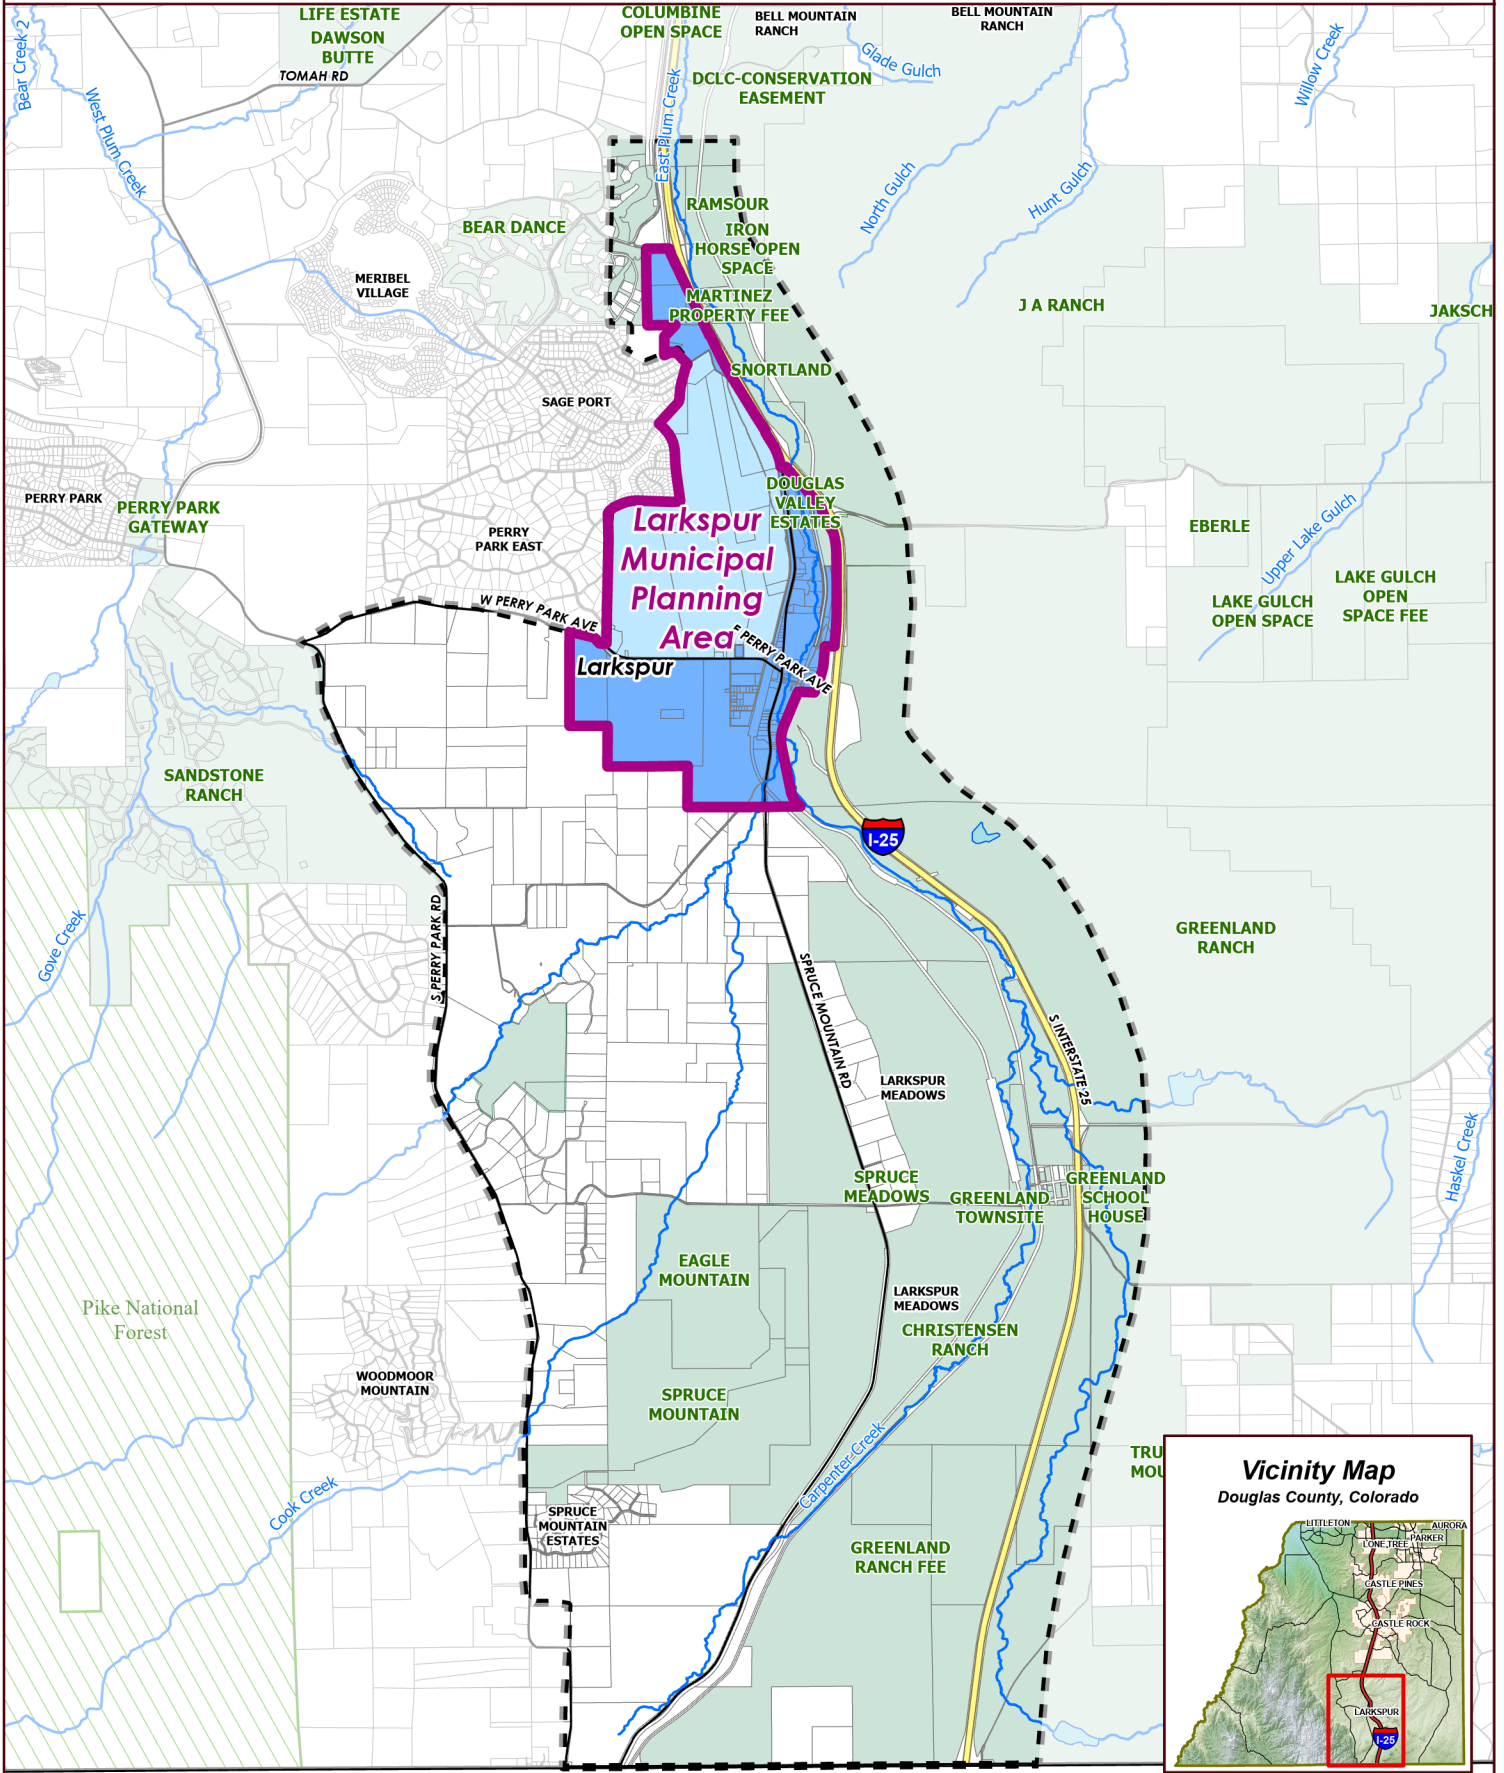 LIFE ESTATE
DAWSON
BUTTE
TOMAH RD
COLUMBINE
OPEN SPACE
BELL MOUNTAIN
RANCH
BELL MOUNTAIN
RANCH
Bear Creek 2
West Plum Creek
East Plum Creek
Glade Gulch
Willow Creek
DCLC-CONSERVATION
EASEMENT
North Gulch
Hunt Gulch
RAMSOUR
IRON
HORSE OPEN
SPACE
BEAR DANCE
MERIBEL
VILLAGE
MARTINEZ
PROPERTY FEE
J A RANCH
JAKSCH
SNORTLAND
SAGE PORT
PERRY PARK
PERRY PARK
GATEWAY
PERRY
PARK EAST
DOUGLAS
VALLEY
ESTATES
Larkspur
Municipal
Planning
Area
EBERLE
Upper Lake Gulch
LAKE GULCH
OPEN SPACE
LAKE GULCH
OPEN
SPACE FEE
W PERRY PARK AVE
E PERRY PARK AVE
Larkspur
SANDSTONE
RANCH
I-25
Gove Creek
S PERRY PARK RD
SPRUCE MOUNTAIN RD
GREENLAND
RANCH
S INTERSTATE 25
LARKSPUR
MEADOWS
Haskel Creek
SPRUCE
MEADOWS
GREENLAND
TOWNSITE
GREENLAND
SCHOOL
HOUSE
EAGLE
MOUNTAIN
LARKSPUR
MEADOWS
CHRISTENSEN
RANCH
Pike National
Forest
WOODMOOR
MOUNTAIN
SPRUCE
MOUNTAIN
Carpenter Creek
Cook Creek
TRU
MOU
SPRUCE
MOUNTAIN
ESTATES
GREENLAND
RANCH FEE
Vicinity Map
Douglas County, Colorado
LITTLETON
AURORA
LONE TREE
PARKER
CASTLE PINES
CASTLE ROCK
LARKSPUR
I-25